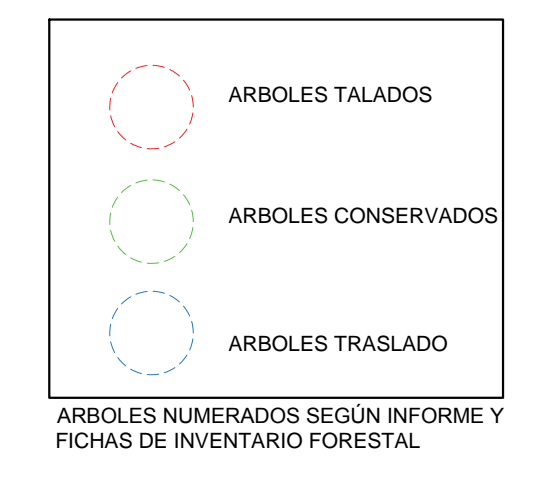 ARBOLES TALADOS
ARBOLES CONSERVADOS
ARBOLES TRASLADO
ARBOLES NUMERADOS SEGÚN INFORME Y
FICHAS DE INVENTARIO FORESTAL